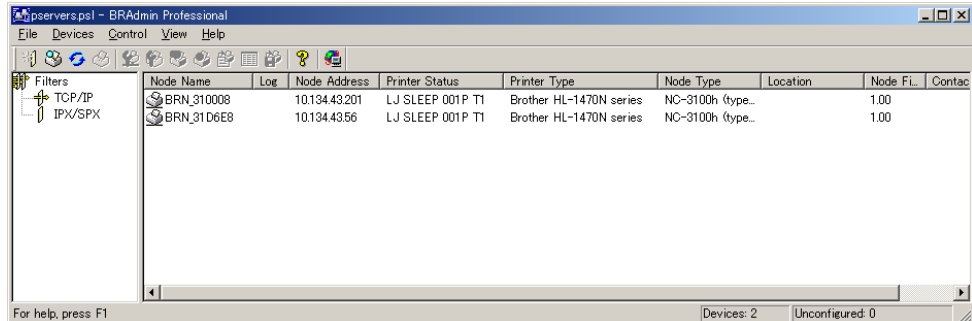 pservers.psl - BRAdmin Professional
File Devices Control View Help
Filters
TCP/IP
IPX/SPX
Node Name Log Node Address Printer Status Printer Type Node Type Location Node Fi... Contac
BRN_310008 10.134.43.201 LJ SLEEP 001P T1 Brother HL-1470N series NC-3100h (type... 1.00
BRN_31D6E8 10.134.43.56 LJ SLEEP 001P T1 Brother HL-1470N series NC-3100h (type... 1.00
For help, press F1 Devices: 2 Unconfigured: 0